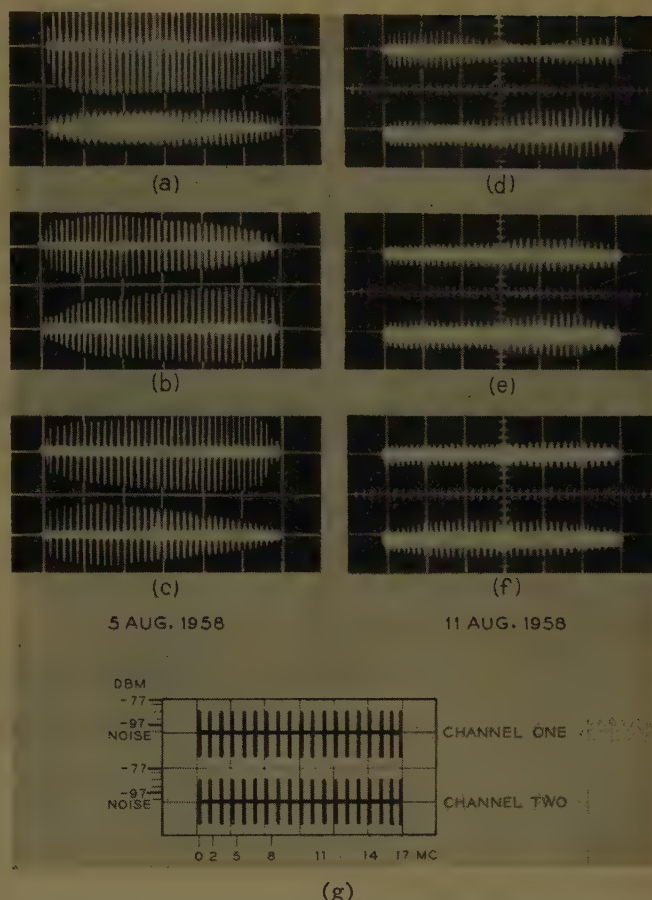 (a) (d)
(b) (e)
(c) (f)
5 AUG. 1958 11 AUG. 1958
DBM
-77
-97
NOISE CHANNEL ONE
-77
-97
NOISE CHANNEL TWO
0 2 5 8 11 14 17 MC
(g)